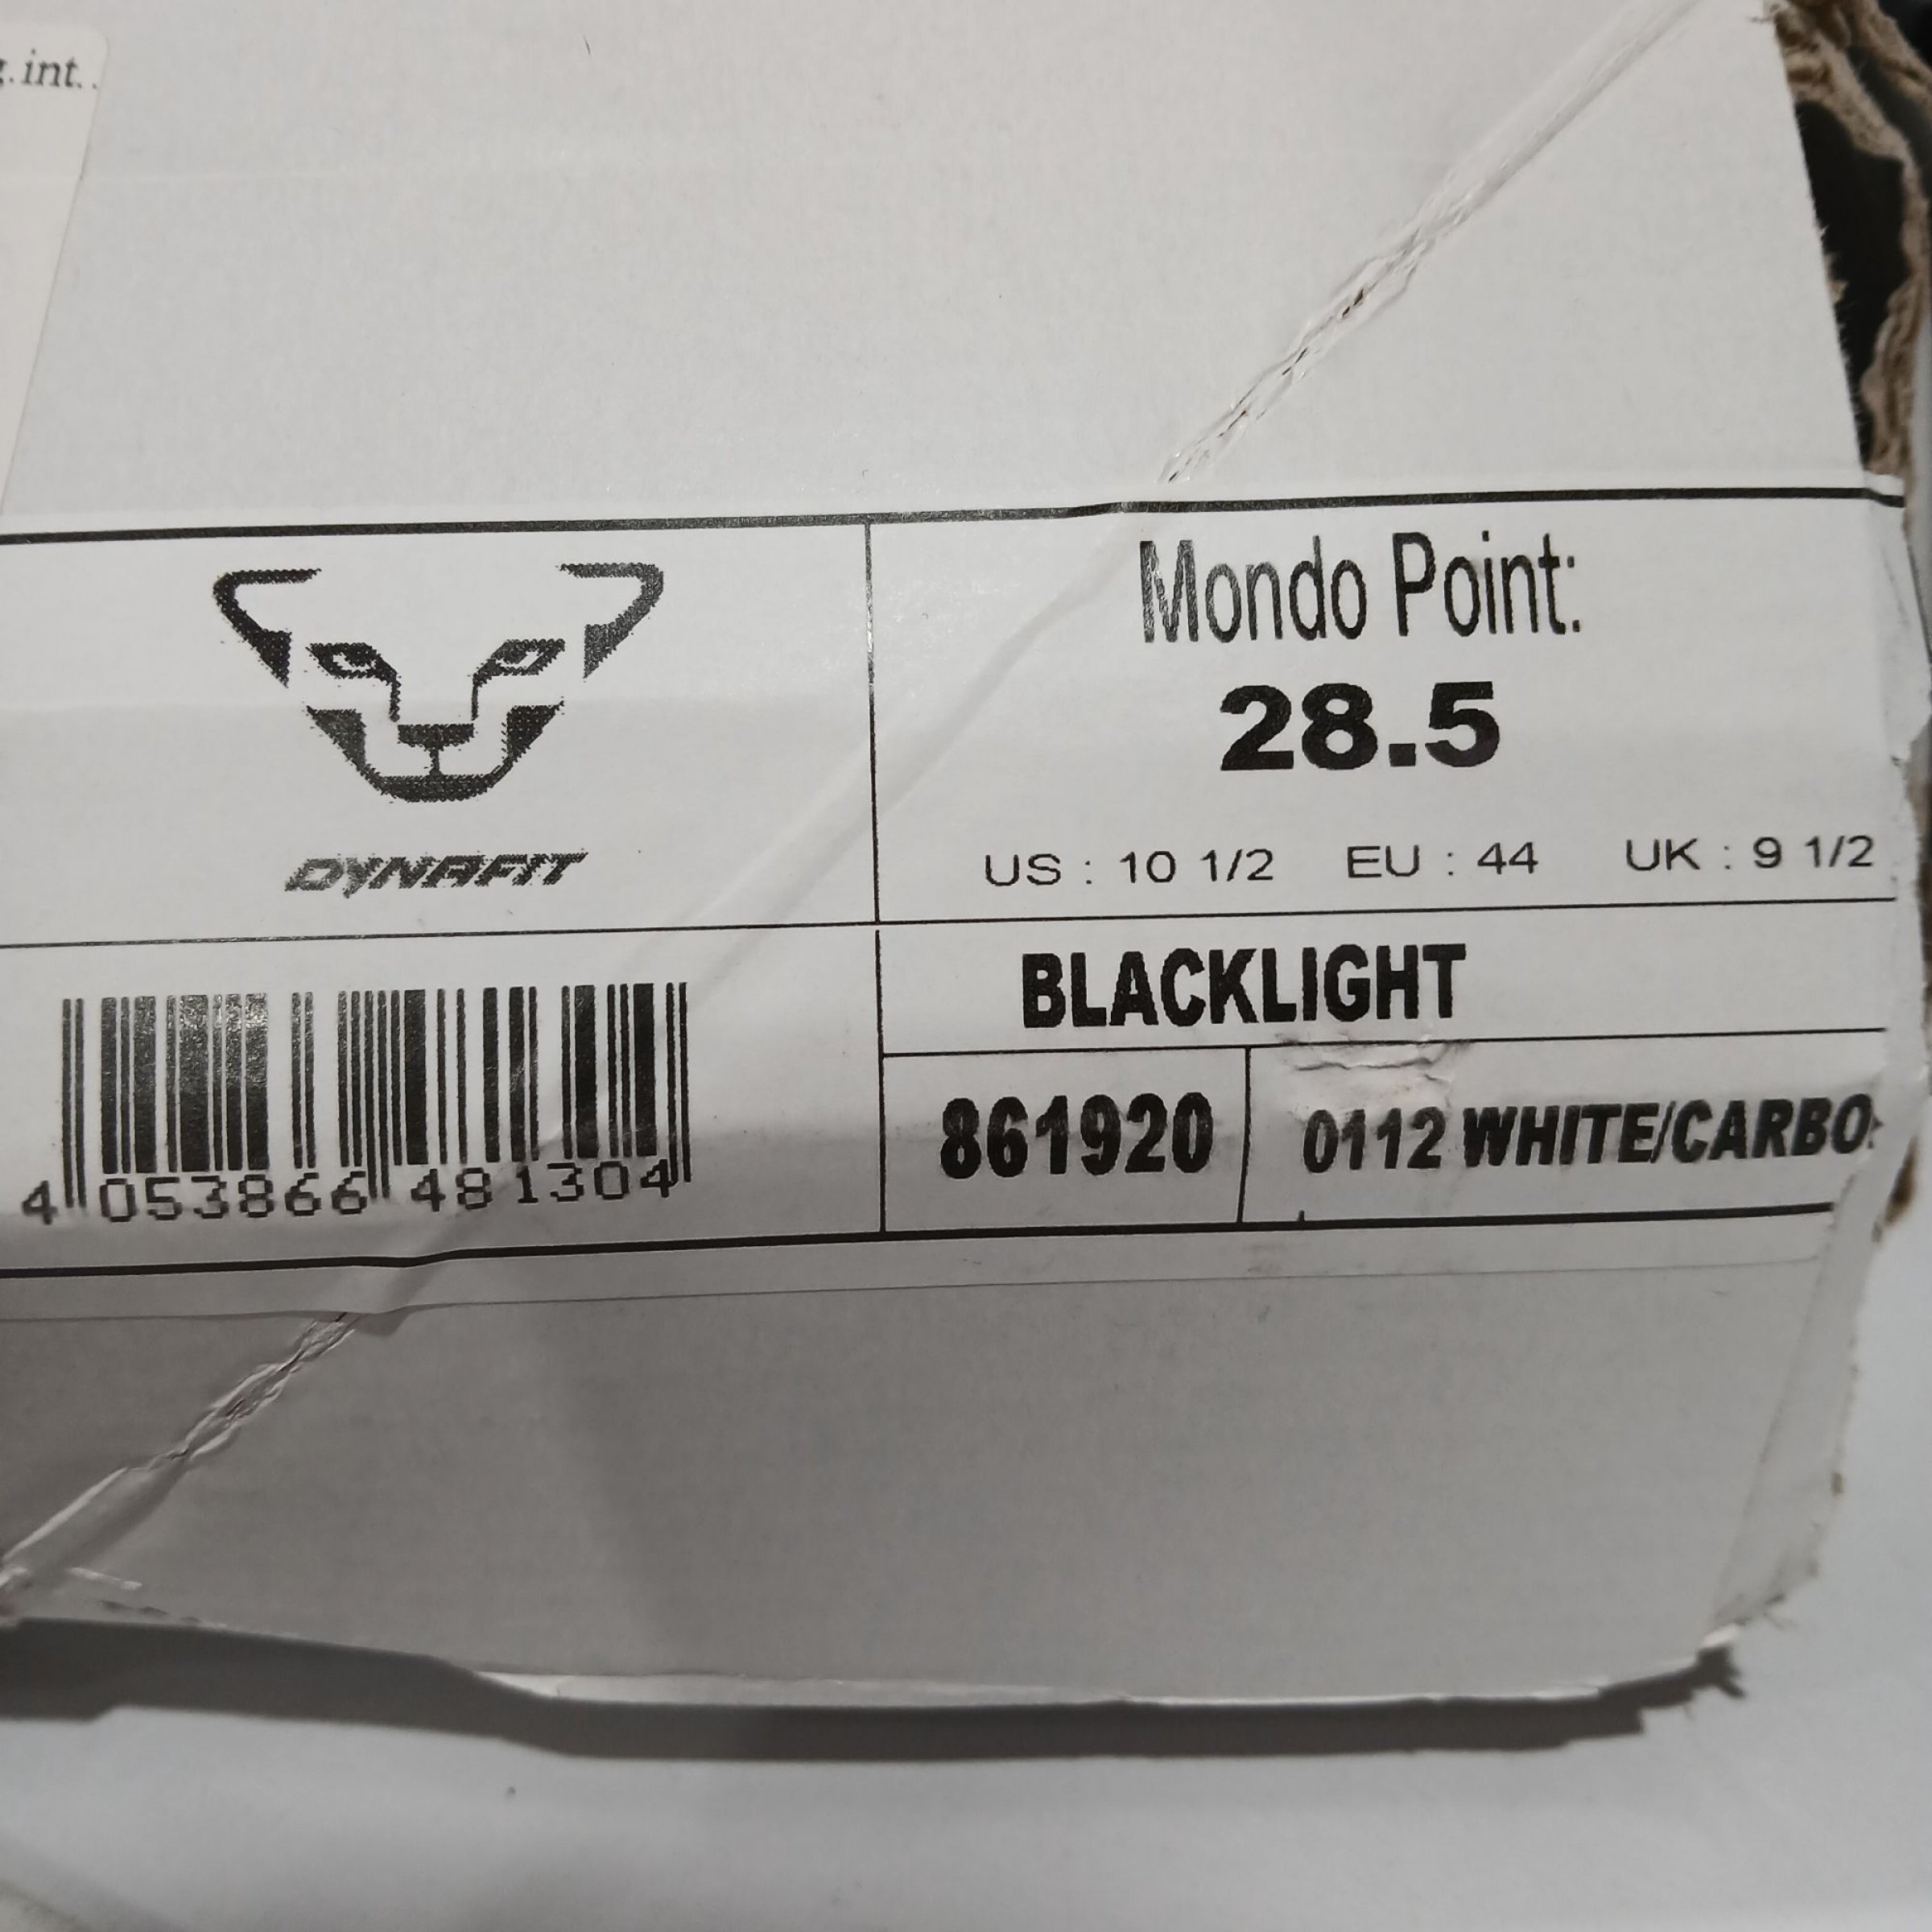 g.int..
Mondo Point:
28.5
DYNAFIT
US : 10 1/2 EU : 44 UK : 9 1/2
BLACKLIGHT
861920 0112 WHITE/CARBO
4 053866 481304